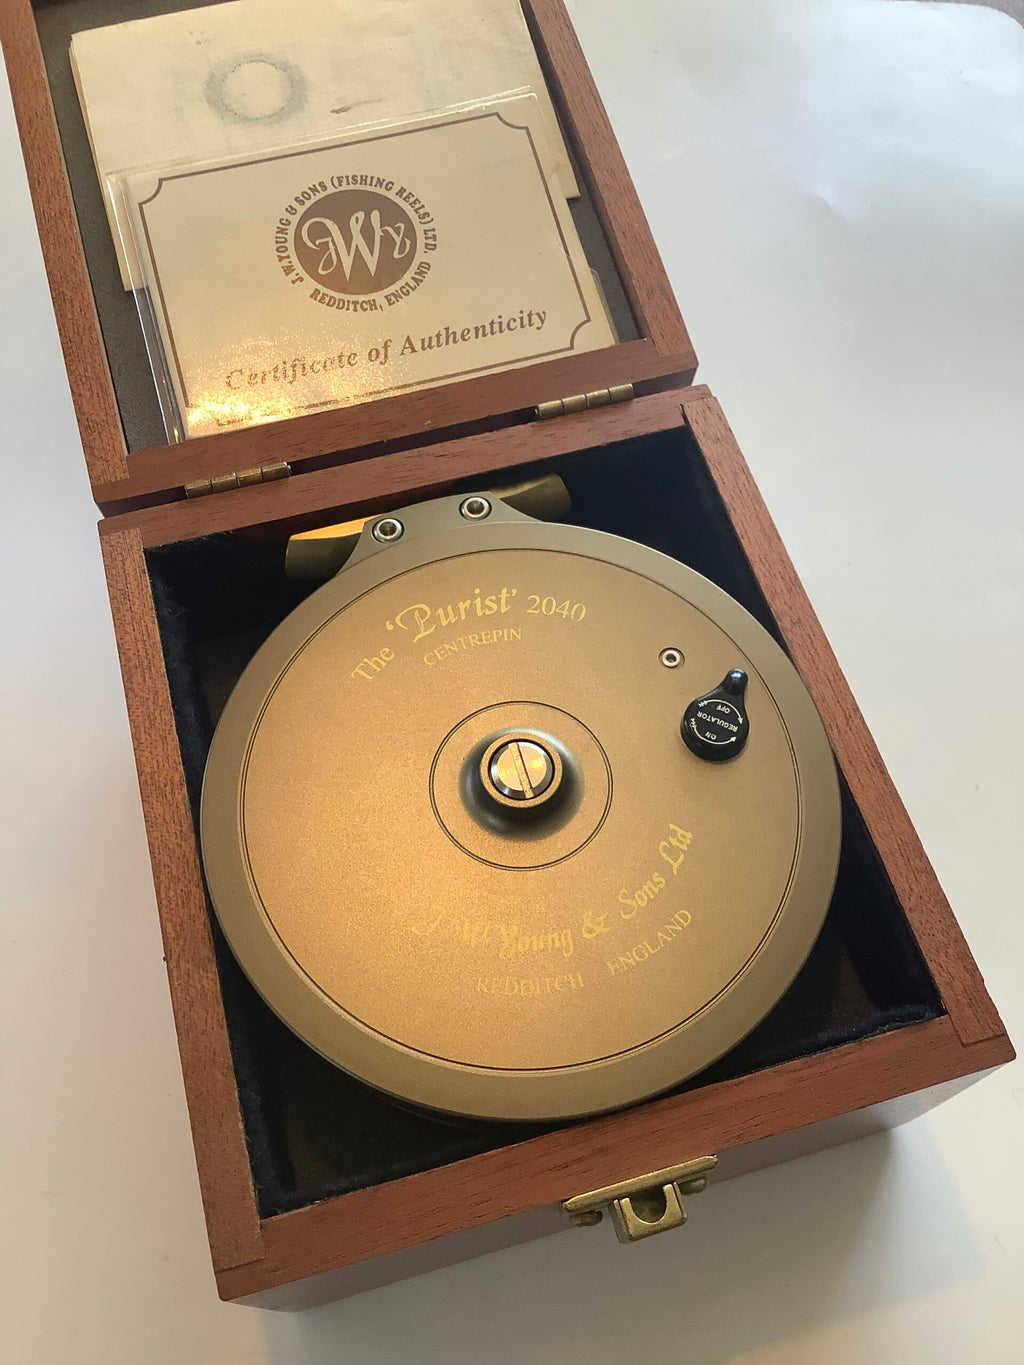 J.W.YOUNG & SONS (FISHING REELS) LTD.
JWY
REDDITCH, ENGLAND
Certificate of Authenticity
The 'Purist' 2040
CENTREPIN
OFF
REGULATOR
ON
J.W. Young & Sons Ltd
REDDITCH ENGLAND